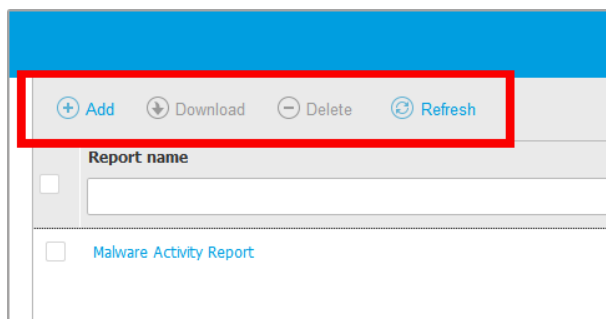 Add Download Delete Refresh
Report name
Malware Activity Report